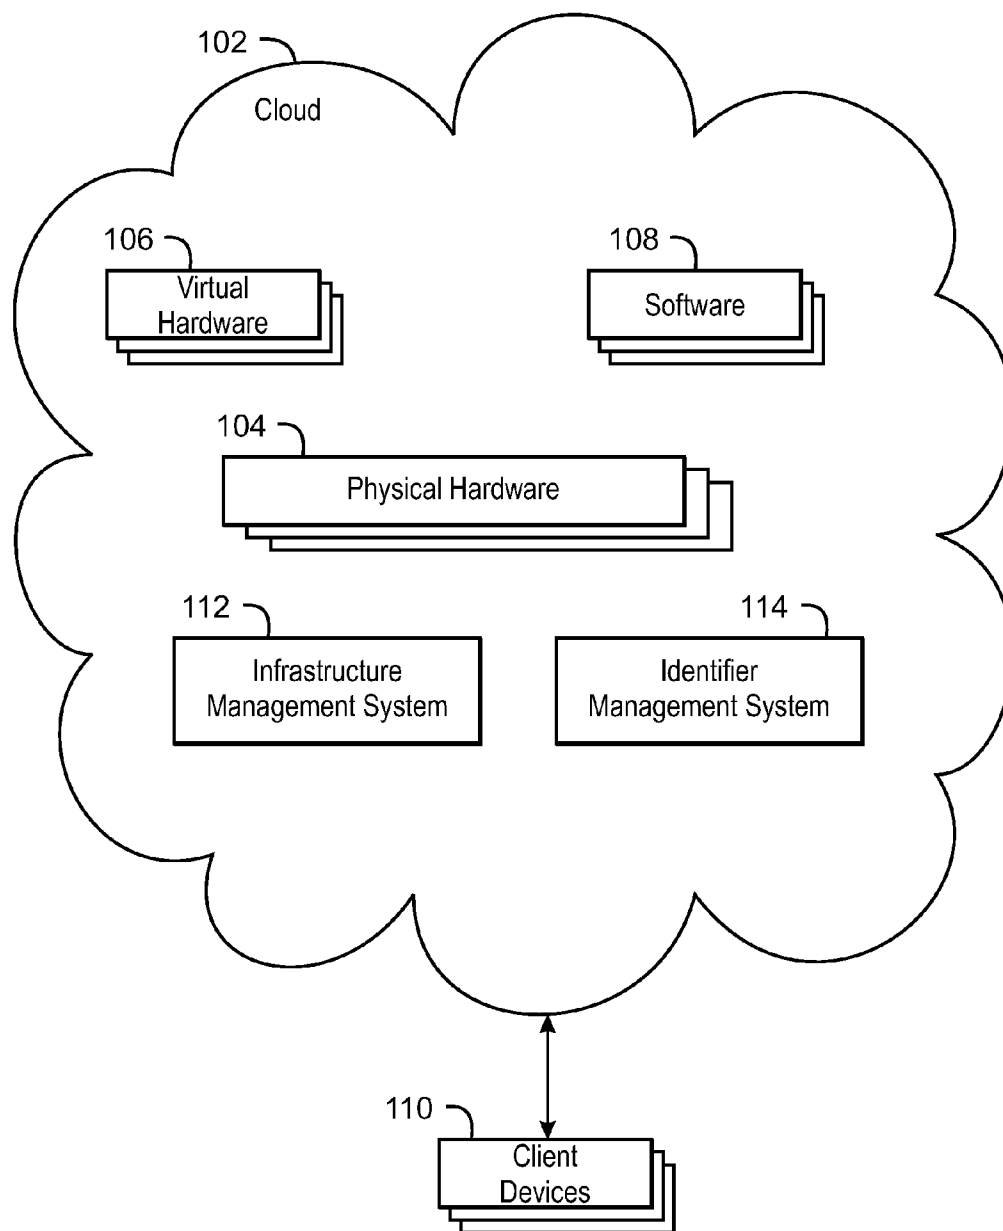 102
Cloud
106
Virtual
Hardware
108
Software
104
Physical Hardware
112
Infrastructure
Management System
114
Identifier
Management System
110
Client
Devices